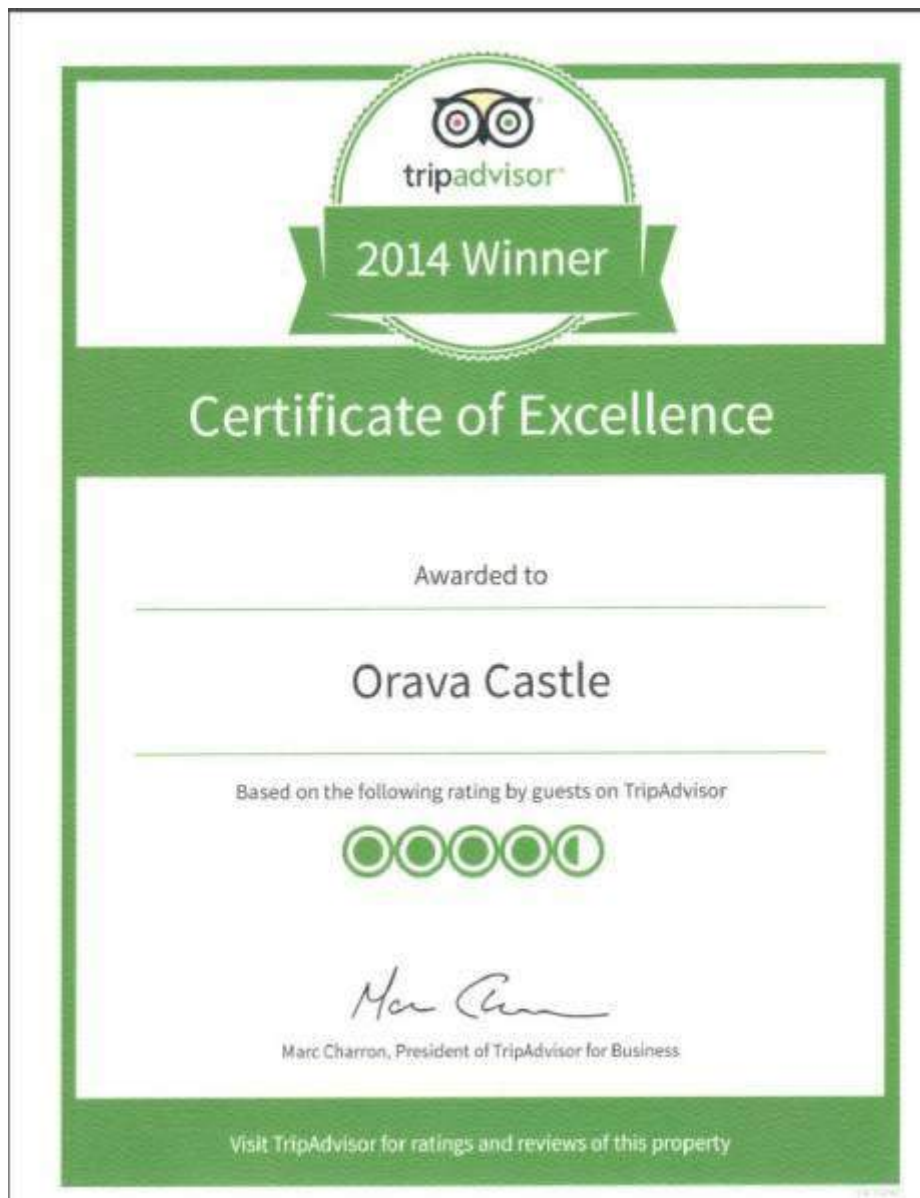 tripadvisor®
2014 Winner
Certificate of Excellence
Awarded to
Orava Castle
Based on the following rating by guests on TripAdvisor
Marc Charron, President of TripAdvisor for Business
Visit TripAdvisor for ratings and reviews of this property